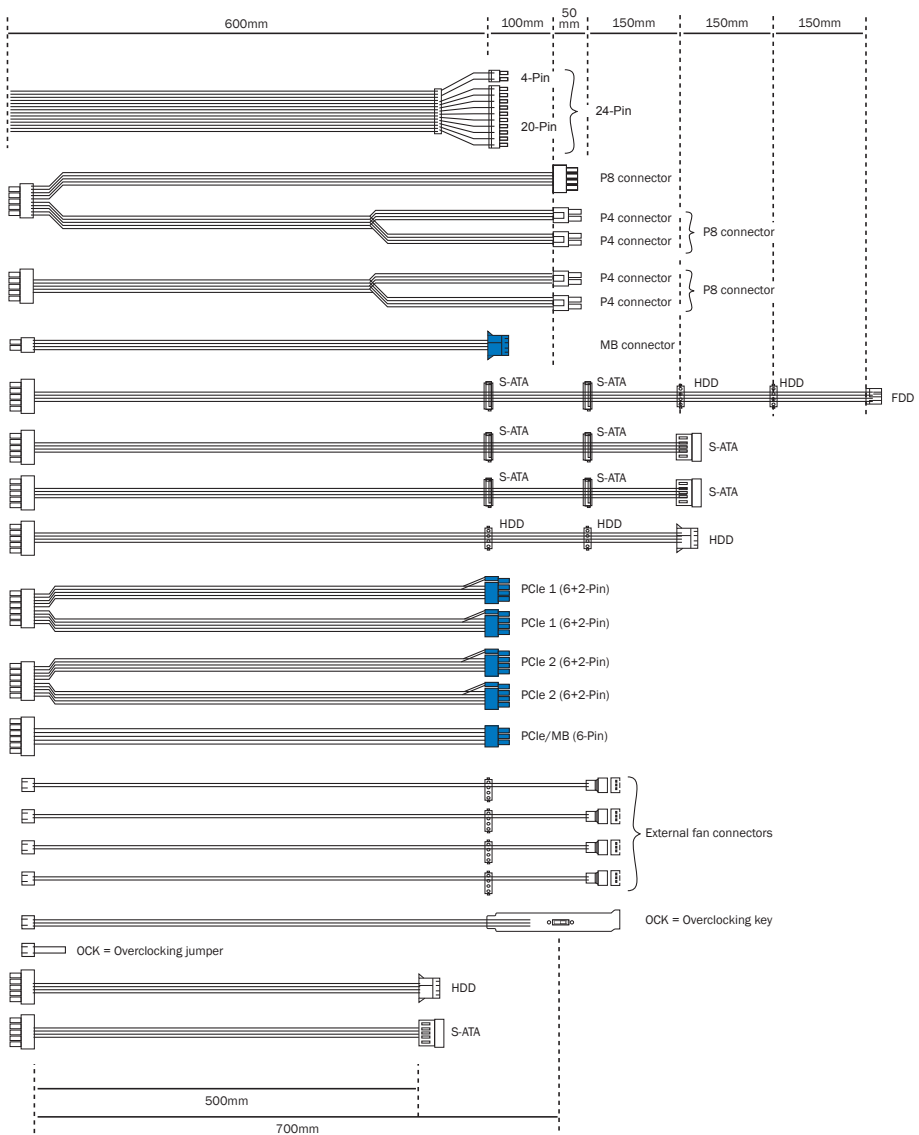 600mm
100mm
50
mm
150mm
150mm
150mm
4-Pin
20-Pin
24-Pin
P8 connector
P4 connector
P4 connector
P8 connector
P4 connector
P4 connector
P8 connector
MB connector
S-ATA
S-ATA
HDD
HDD
FDD
S-ATA
S-ATA
S-ATA
S-ATA
S-ATA
S-ATA
HDD
HDD
HDD
PCIe 1 (6+2-Pin)
PCIe 1 (6+2-Pin)
PCIe 2 (6+2-Pin)
PCIe 2 (6+2-Pin)
PCIe/MB (6-Pin)
External fan connectors
OCK = Overclocking key
OCK = Overclocking jumper
HDD
S-ATA
500mm
700mm